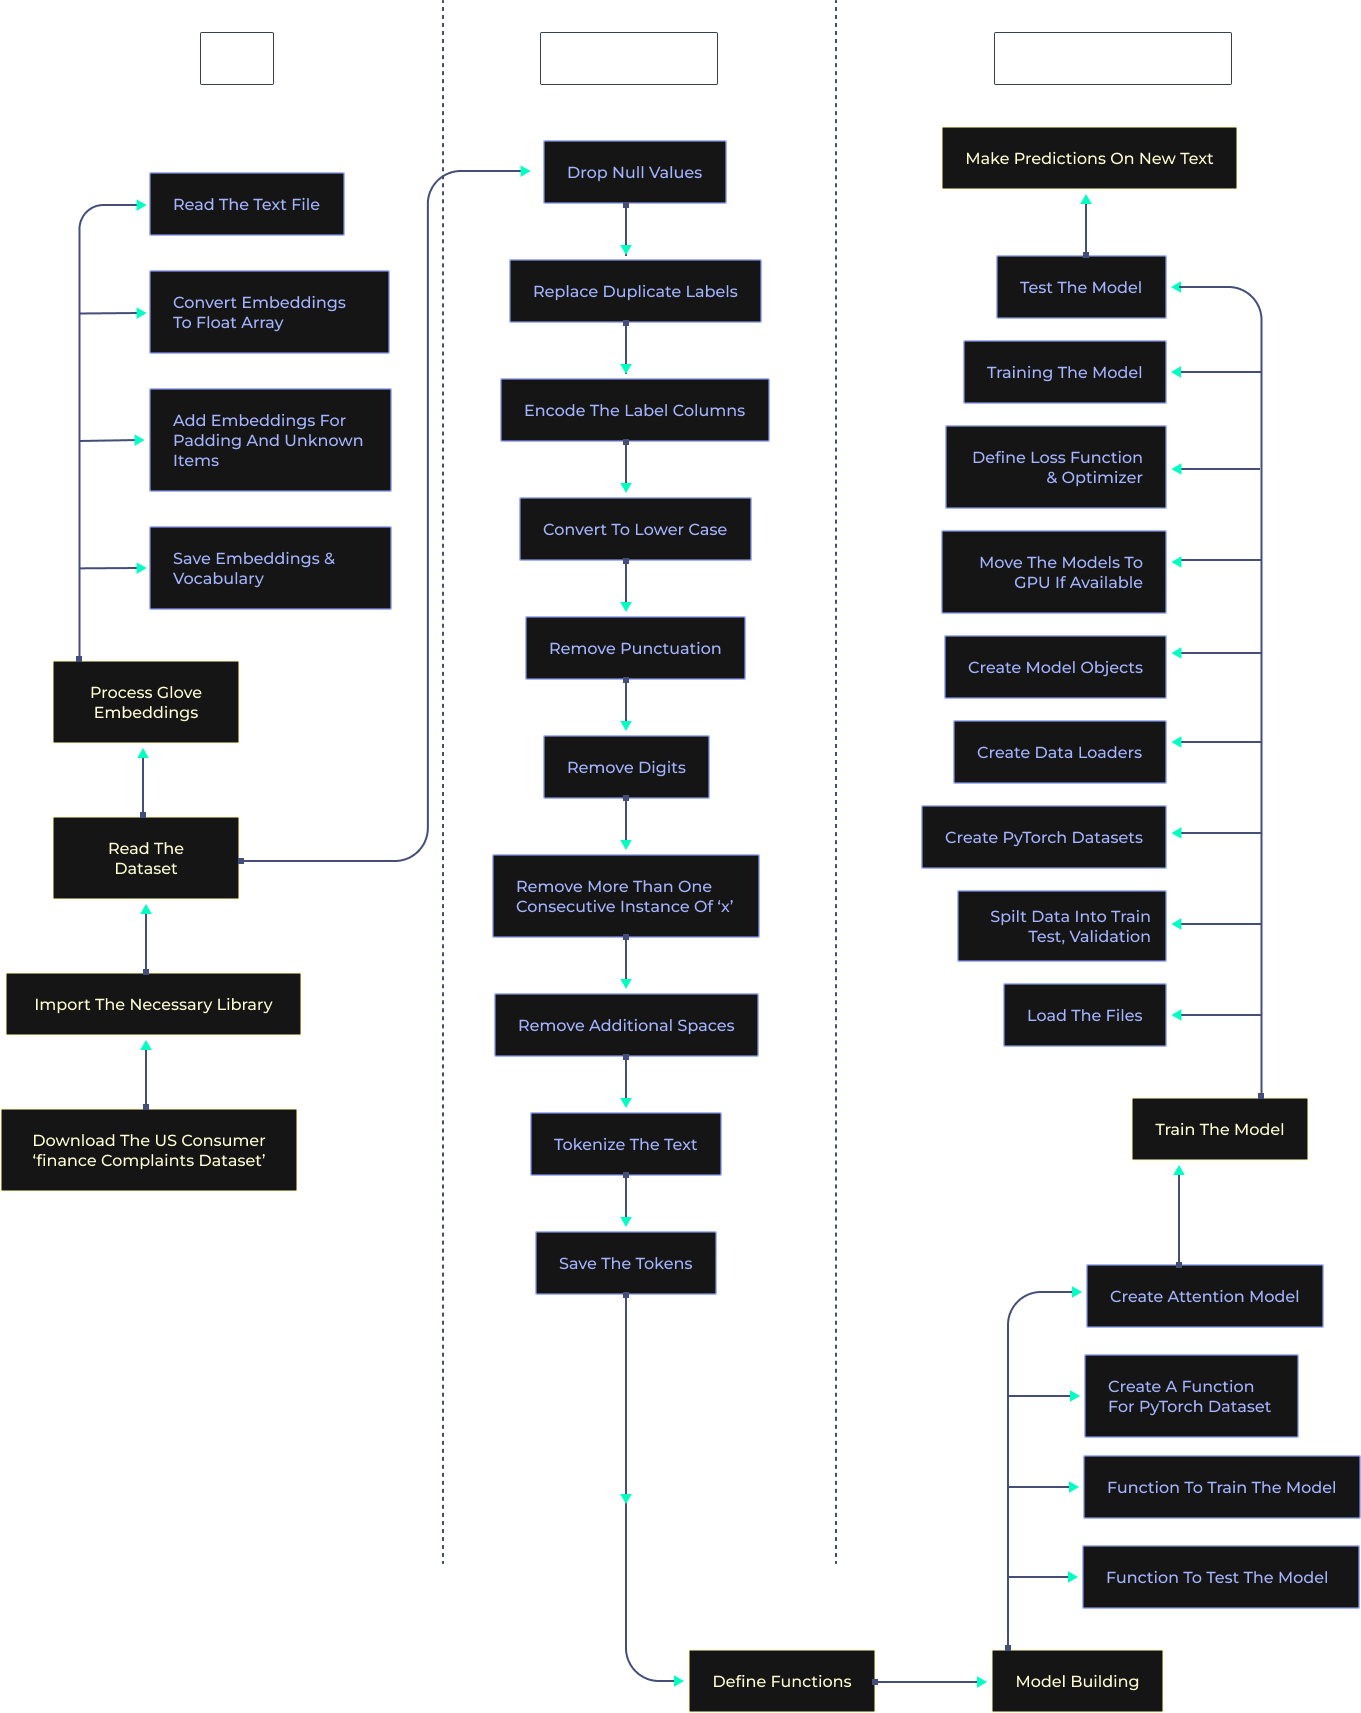 Read The Text File
Convert Embeddings
To Float Array
Add Embeddings For
Padding And Unknown
Items
Save Embeddings &
Vocabulary
Process Glove
Embeddings
Read The
Dataset
Import The Necessary Library
Download The US Consumer
‘finance Complaints Dataset’
Drop Null Values
Replace Duplicate Labels
Encode The Label Columns
Convert To Lower Case
Remove Punctuation
Remove Digits
Remove More Than One
Consecutive Instance Of ‘x’
Remove Additional Spaces
Tokenize The Text
Save The Tokens
Define Functions
Make Predictions On New Text
Test The Model
Training The Model
Define Loss Function
& Optimizer
Move The Models To
GPU If Available
Create Model Objects
Create Data Loaders
Create PyTorch Datasets
Spilt Data Into Train
Test, Validation
Load The Files
Train The Model
Create Attention Model
Create A Function
For PyTorch Dataset
Function To Train The Model
Function To Test The Model
Model Building